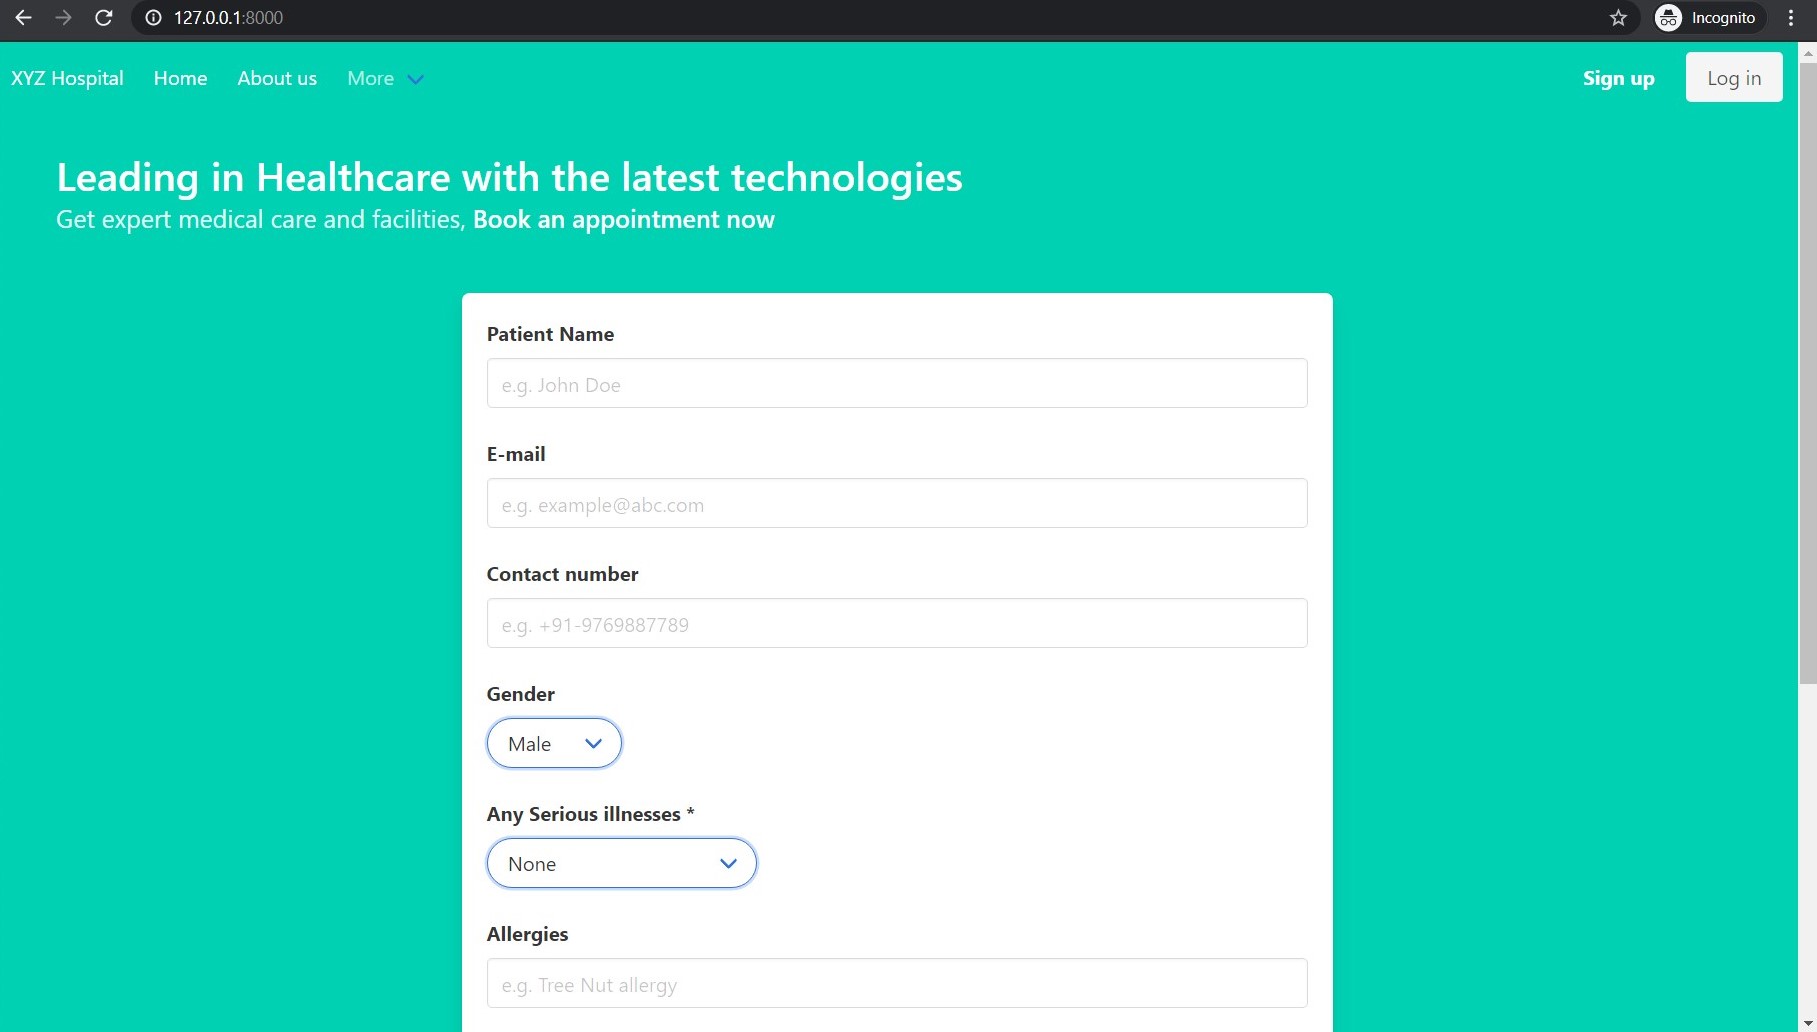 127.0.0.1:8000
Incognito
XYZ Hospital Home About us More Sign up Log in
Leading in Healthcare with the latest technologies
Get expert medical care and facilities, Book an appointment now
Patient Name
e.g. John Doe
E-mail
e.g. example@abc.com
Contact number
e.g. +91-9769887789
Gender
Male
Any Serious illnesses *
None
Allergies
e.g. Tree Nut allergy